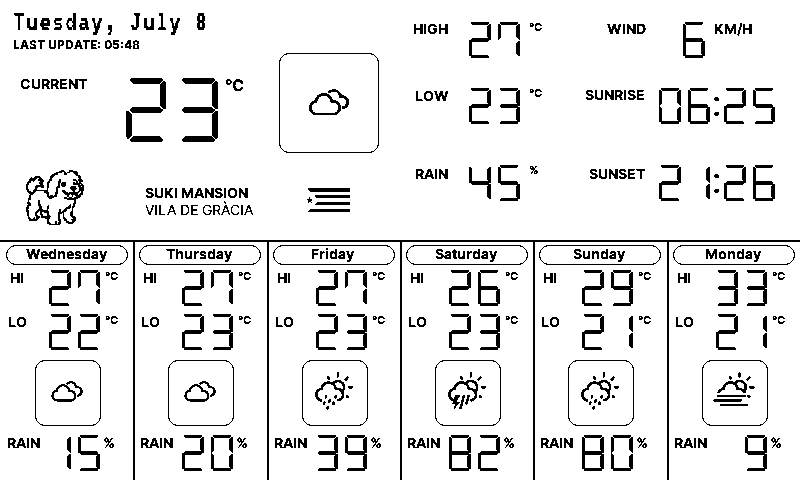 Tuesday, July 8
LAST UPDATE: 05:48
CURRENT 23 °C
SUKI MANSION
VILA DE GRÀCIA
HIGH 27 °C
LOW 23 °C
RAIN 45 %
WIND 6 KM/H
SUNRISE 06:25
SUNSET 21:26
Wednesday
HI 27 °C
LO 22 °C
RAIN 15 %
Thursday
HI 27 °C
LO 23 °C
RAIN 20 %
Friday
HI 27 °C
LO 23 °C
RAIN 39 %
Saturday
HI 26 °C
LO 23 °C
RAIN 82 %
Sunday
HI 29 °C
LO 21 °C
RAIN 80 %
Monday
HI 33 °C
LO 21 °C
RAIN 9 %